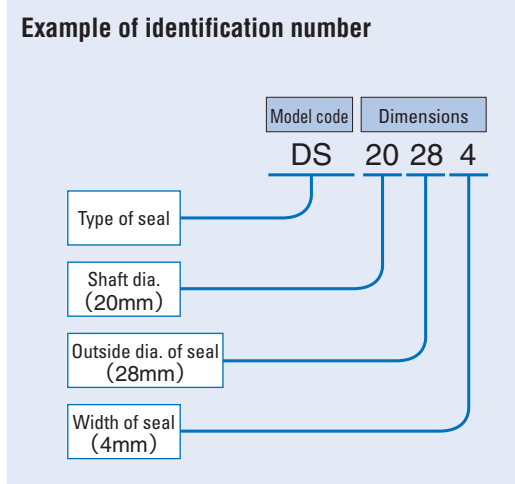 Example of identification number
Model code Dimensions
DS 20 28 4
Type of seal
Shaft dia.
（20mm）
Outside dia. of seal
（28mm）
Width of seal
（4mm）